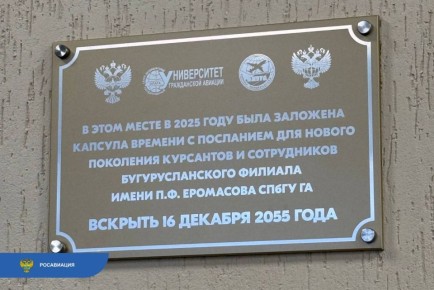 УНИВЕРСИТЕТ
ГРАЖДАНСКОЙ АВИАЦИИ
В ЭТОМ МЕСТЕ В 2025 ГОДУ БЫЛА ЗАЛОЖЕНА
КАПСУЛА ВРЕМЕНИ С ПОСЛАНИЕМ ДЛЯ НОВОГО
ПОКОЛЕНИЯ КУРСАНТОВ И СОТРУДНИКОВ
БУГУРУСЛАНСКОГО ФИЛИАЛА
ИМЕНИ П.Ф. ЕРОМАСОВА СПбГУ ГА
ВСКРЫТЬ 16 ДЕКАБРЯ 2055 ГОДА
РОСАВИАЦИЯ